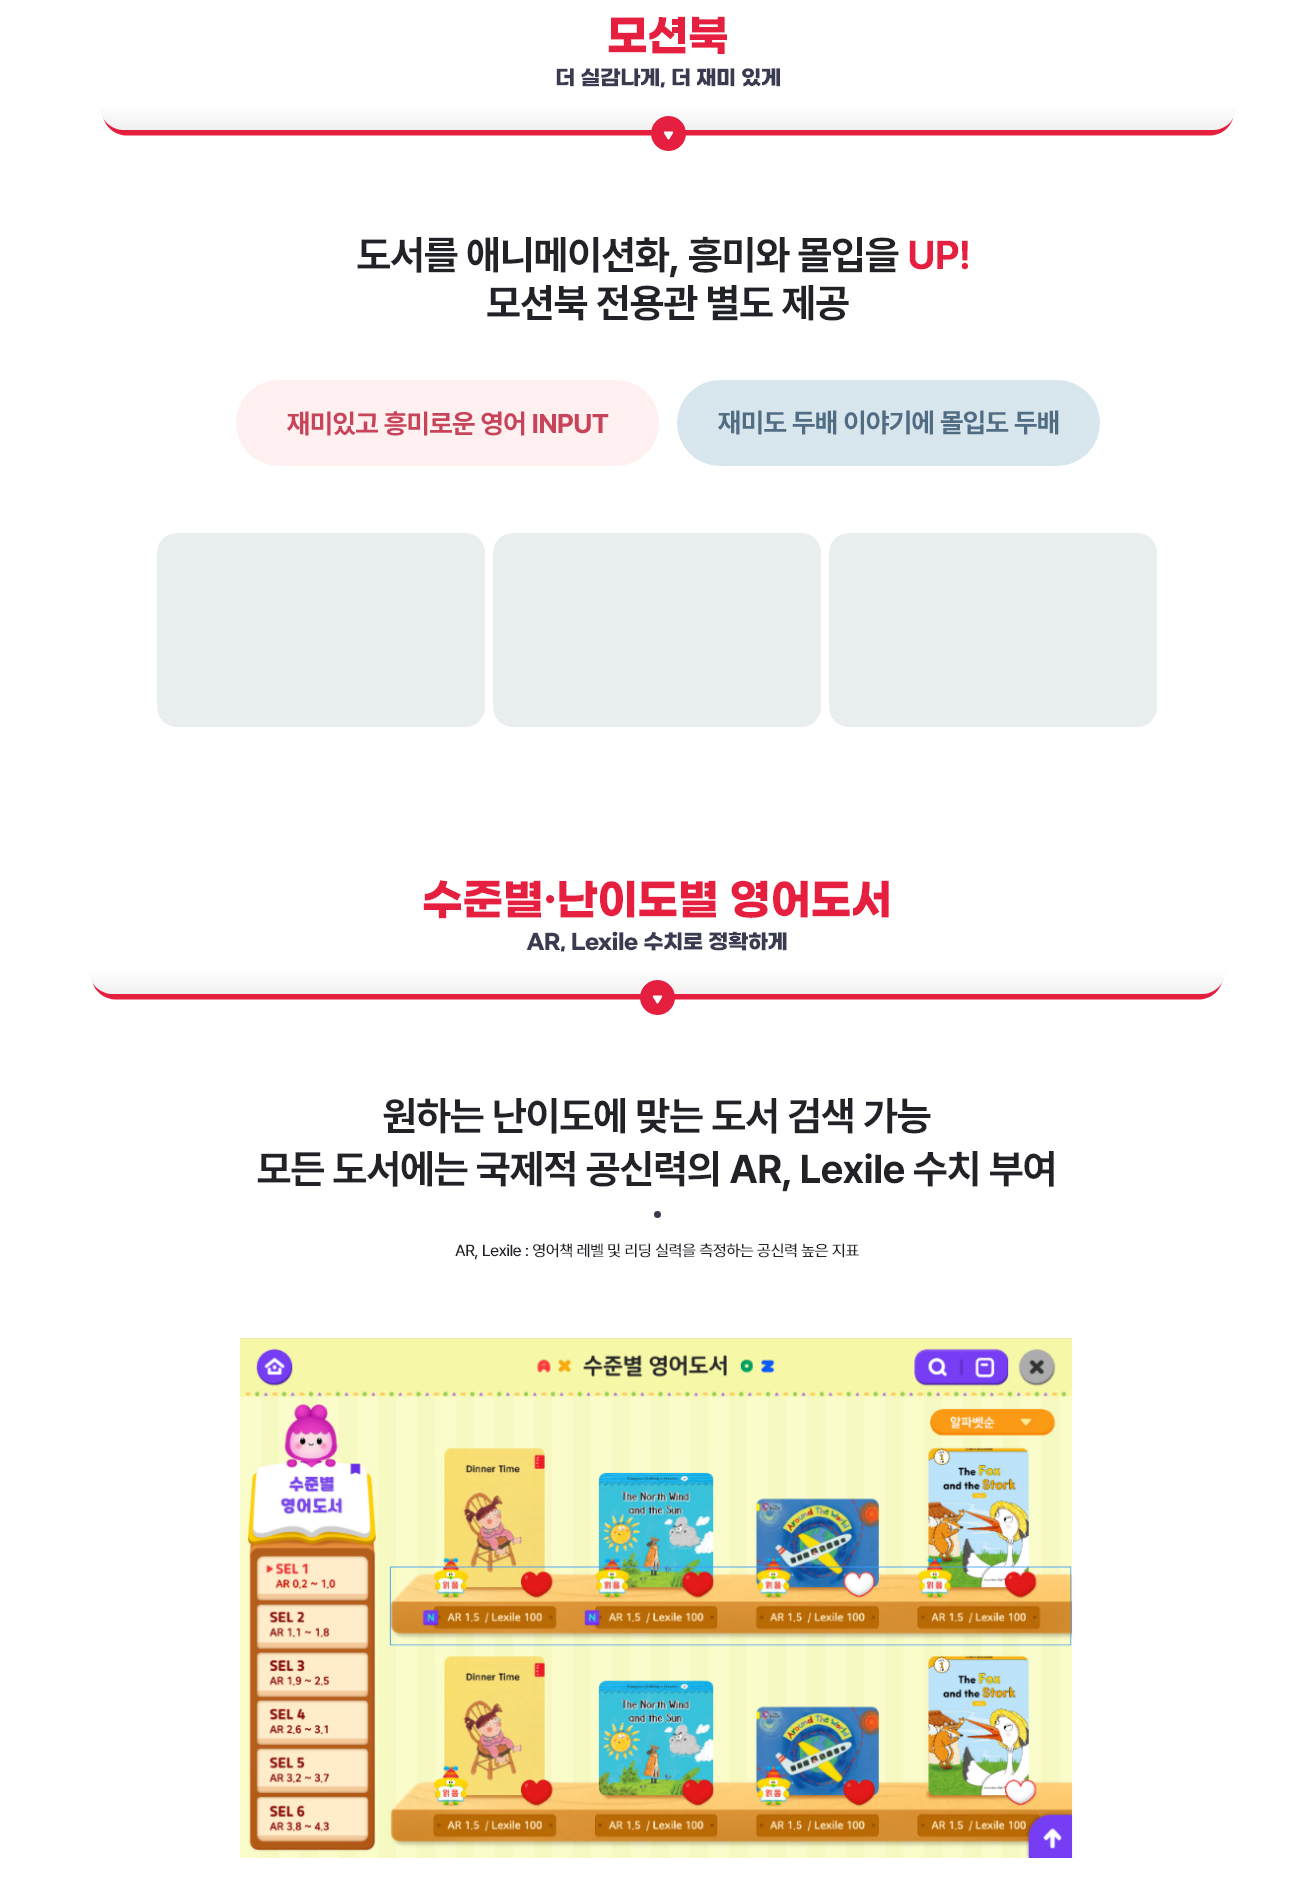 모션북
더 실감나게, 더 재미 있게
도서를 애니메이션화, 흥미와 몰입을 UP!
모션북 전용관 별도 제공
재미있고 흥미로운 영어 INPUT
재미도 두배 이야기에 몰입도 두배
수준별·난이도별 영어도서
AR, Lexile 수치로 정확하게
원하는 난이도에 맞는 도서 검색 가능
모든 도서에는 국제적 공신력의 AR, Lexile 수치 부여
AR, Lexile : 영어책 레벨 및 리딩 실력을 측정하는 공신력 높은 지표
수준별 영어도서
알파벳순
수준별
영어도서
SEL 1
AR 0.2 ~ 1.0
SEL 2
AR 1.1 ~ 1.8
SEL 3
AR 1.9 ~ 2.5
SEL 4
AR 2.6 ~ 3.1
SEL 5
AR 3.2 ~ 3.7
SEL 6
AR 3.8 ~ 4.3
Dinner Time
The North Wind
and the Sun
Around The World
The Fox
and the Stork
읽음
읽음
읽음
읽음
N AR 1.5 / Lexile 100
N AR 1.5 / Lexile 100
AR 1.5 / Lexile 100
AR 1.5 / Lexile 100
Dinner Time
The North Wind
and the Sun
Around The World
The Fox
and the Stork
읽음
읽음
AR 1.5 / Lexile 100
AR 1.5 / Lexile 100
AR 1.5 / Lexile 100
AR 1.5 / Lexile 100